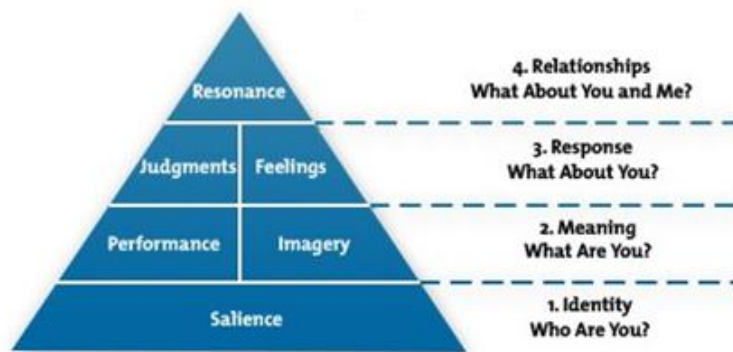 Resonance
4. Relationships
What About You and Me?
Judgments
Feelings
3. Response
What About You?
Performance
Imagery
2. Meaning
What Are You?
Salience
1. Identity
Who Are You?